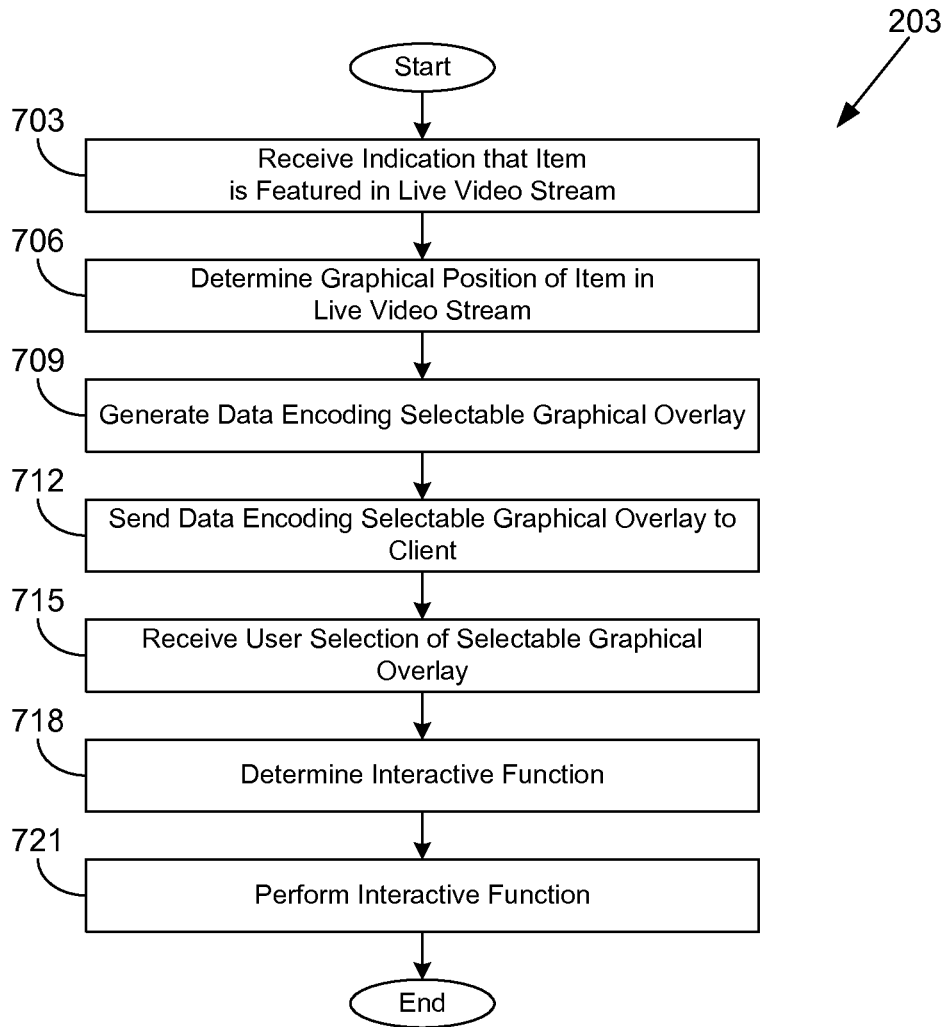 203
Start
703
Receive Indication that Item
is Featured in Live Video Stream
706
Determine Graphical Position of Item in
Live Video Stream
709
Generate Data Encoding Selectable Graphical Overlay
712
Send Data Encoding Selectable Graphical Overlay to
Client
715
Receive User Selection of Selectable Graphical
Overlay
718
Determine Interactive Function
721
Perform Interactive Function
End